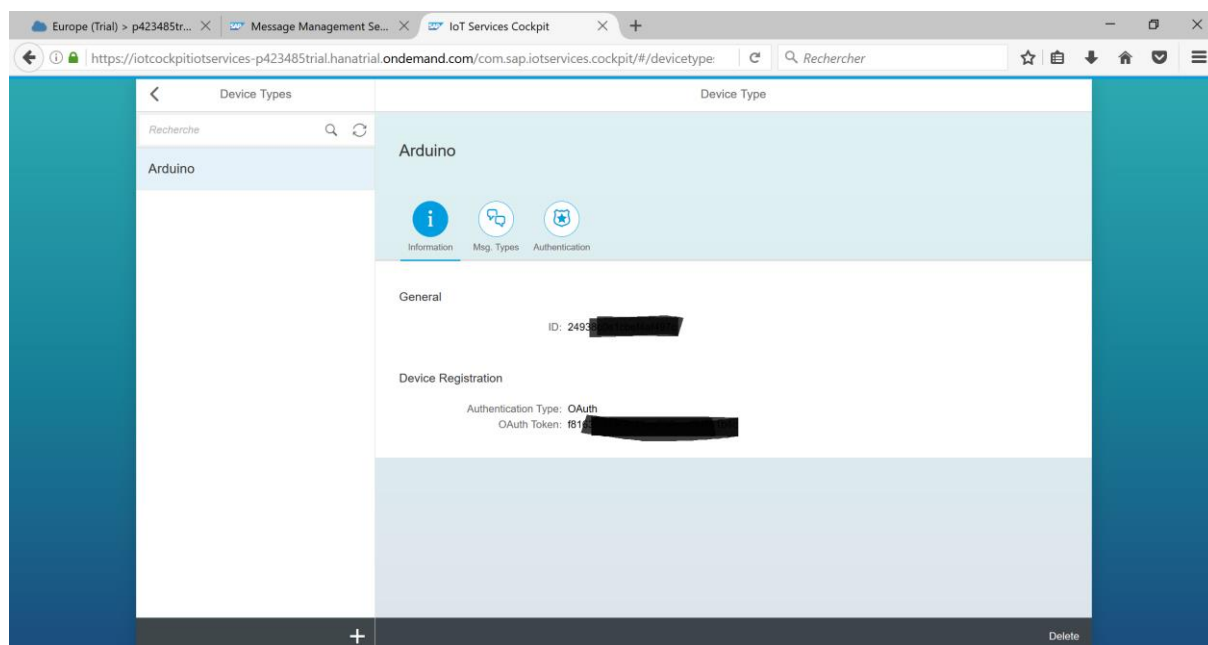 Europe (Trial) > p423485tr...
SAP Message Management Se...
SAP IoT Services Cockpit
https://iotcockpitiotservices-p423485trial.hanatrial.ondemand.com/com.sap.iotservices.cockpit/#/devicetype:
Rechercher
Device Types
Device Type
Recherche
Arduino
Arduino
Information Msg. Types Authentication
General
ID: 2493
Device Registration
Authentication Type: OAuth
OAuth Token: f81
Delete